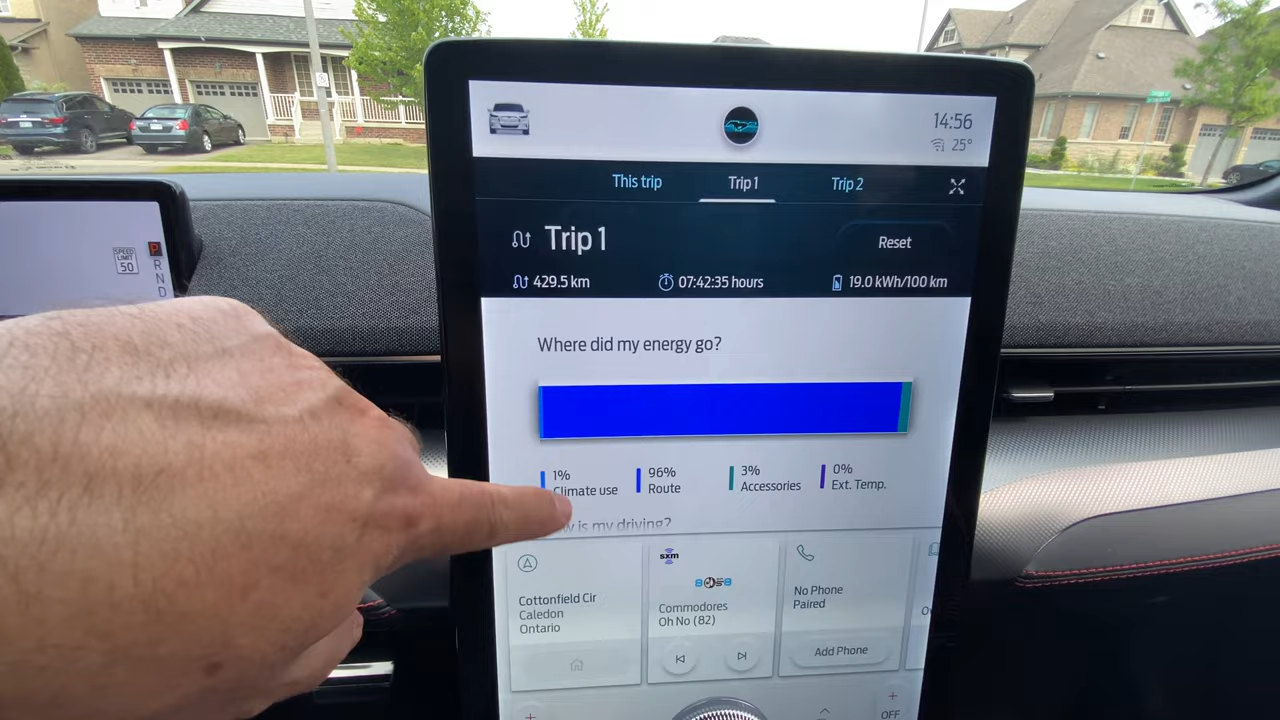 14:56
25°
This trip
Trip 1
Trip 2
Trip 1
Reset
429.5 km
07:42:35 hours
19.0 kWh/100 km
SPEED
LIMIT
50
P
R
N
D
Where did my energy go?
1%
Climate use
96%
Route
3%
Accessories
0%
Ext. Temp.
is my driving?
Cottonfield Cir
Caledon
Ontario
sxm
Commodores
Oh No (82)
No Phone
Paired
Add Phone
OFF